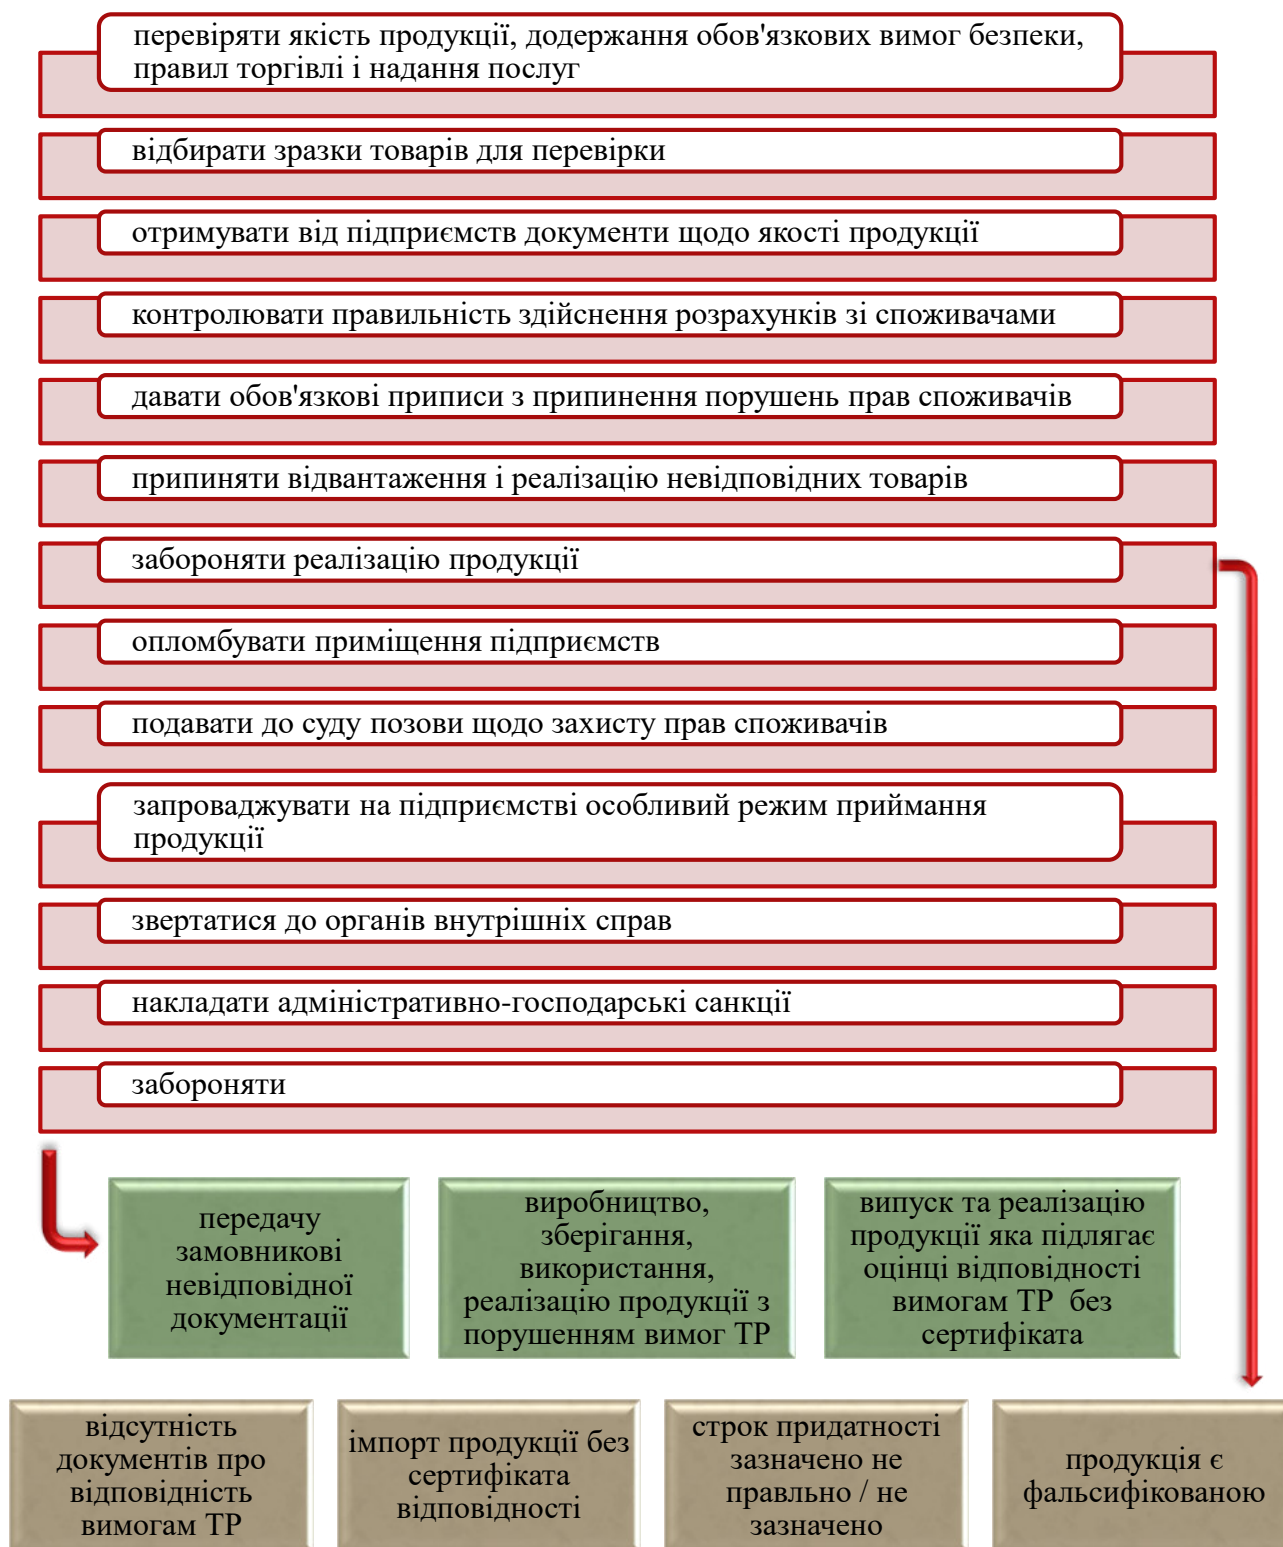 перевіряти якість продукції, додержання обов'язкових вимог безпеки,
правил торгівлі і надання послуг
відбирати зразки товарів для перевірки
отримувати від підприємств документи щодо якості продукції
контролювати правильність здійснення розрахунків зі споживачами
давати обов'язкові приписи з припинення порушень прав споживачів
припиняти відвантаження і реалізацію невідповідних товарів
забороняти реалізацію продукції
опломбувати приміщення підприємств
подавати до суду позови щодо захисту прав споживачів
запроваджувати на підприємстві особливий режим приймання
продукції
звертатися до органів внутрішніх справ
накладати адміністративно-господарські санкції
забороняти
передачу
замовникові
невідповідної
документації
виробництво,
зберігання,
використання,
реалізацію продукції з
порушенням вимог ТР
випуск та реалізацію
продукції яка підлягає
оцінці відповідності
вимогам ТР без
сертифіката
відсутність
документів про
відповідність
вимогам ТР
імпорт продукції без
сертифіката
відповідності
строк придатності
зазначено не
правльно / не
зазначено
продукція є
фальсифікованою